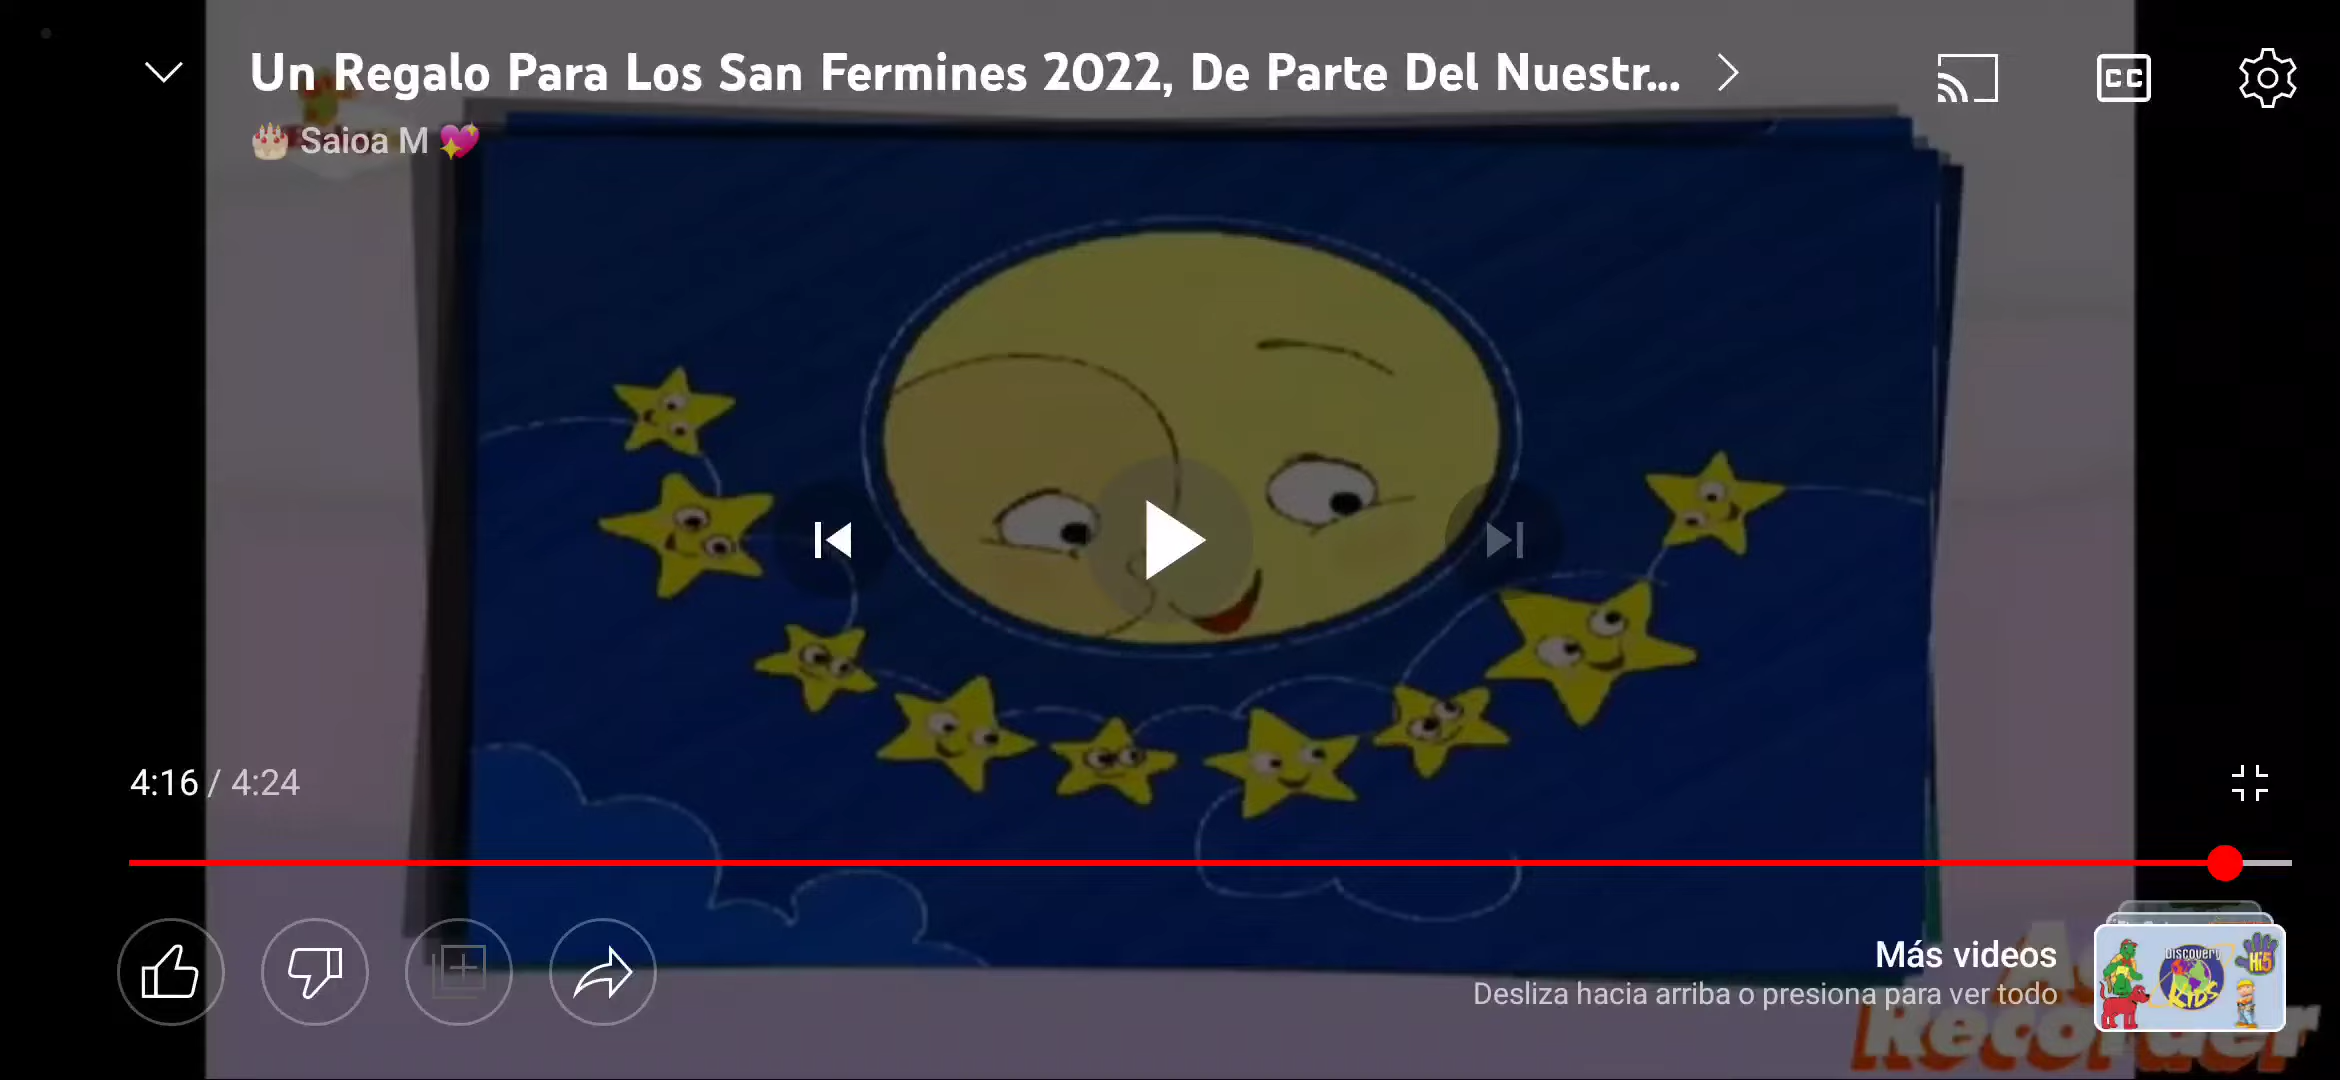 Un Regalo Para Los San Fermines 2022, De Parte Del Nuestr...
🎂 Saioa M 💖
CC
4:16 / 4:24
Más videos
Desliza hacia arriba o presiona para ver todo
Discovery
KIDS
Hi5
Recorder